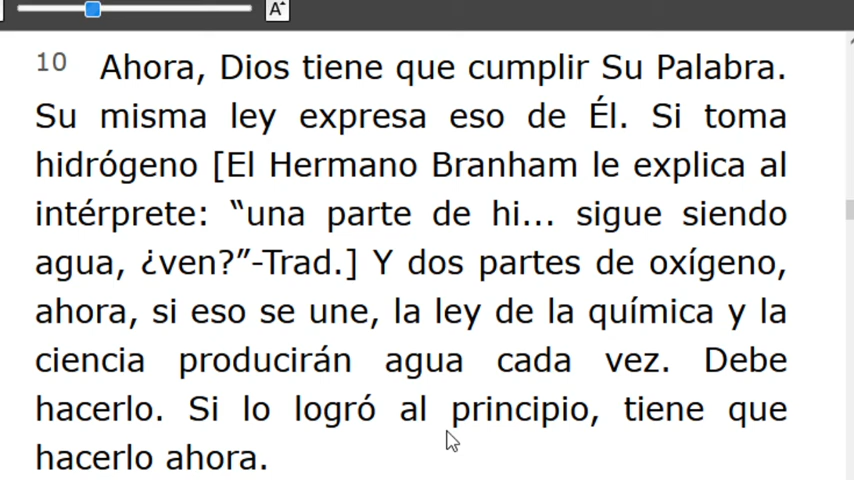 A
10 Ahora, Dios tiene que cumplir Su Palabra.
Su misma ley expresa eso de Él. Si toma
hidrógeno [El Hermano Branham le explica al
intérprete: “una parte de hi... sigue siendo
agua, ¿ven?”-Trad.] Y dos partes de oxígeno,
ahora, si eso se une, la ley de la química y la
ciencia producirán agua cada vez. Debe
hacerlo. Si lo logró al principio, tiene que
hacerlo ahora.